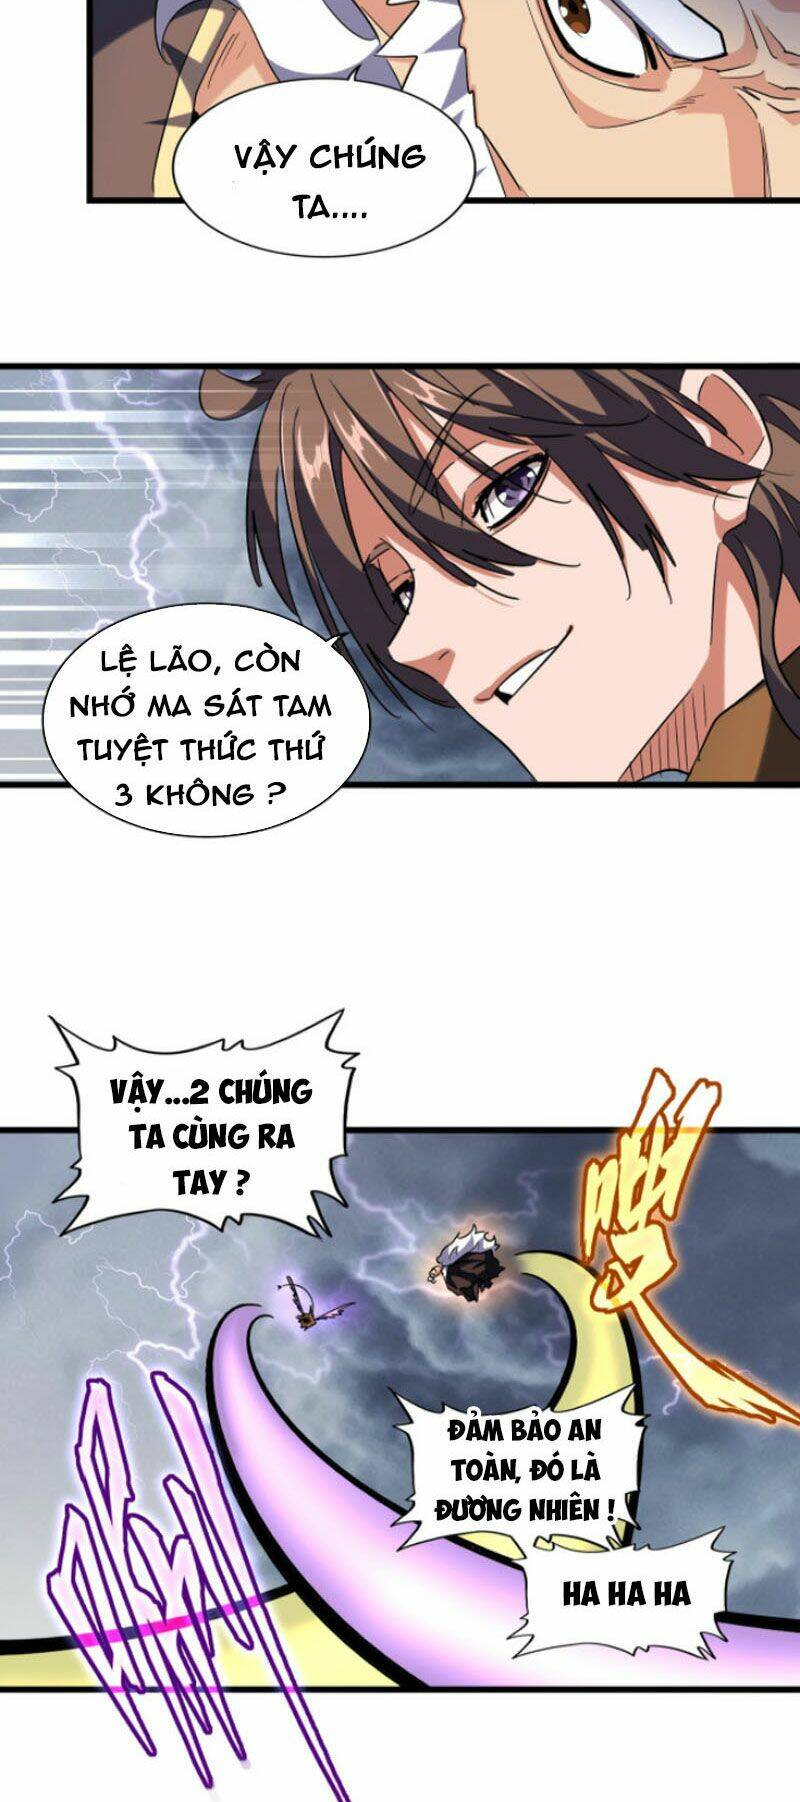 VẬY CHÚNG
TA....
LỆ LÃO, CÒN
NHỚ MA SÁT TAM
TUYỆT THỨC THỨ
3 KHÔNG ?
VẬY...2 CHÚNG
TA CÙNG RA
TAY ?
ĐẢM BẢO AN
TOÀN, ĐÓ LÀ
ĐƯƠNG NHIÊN !
HA HA HA